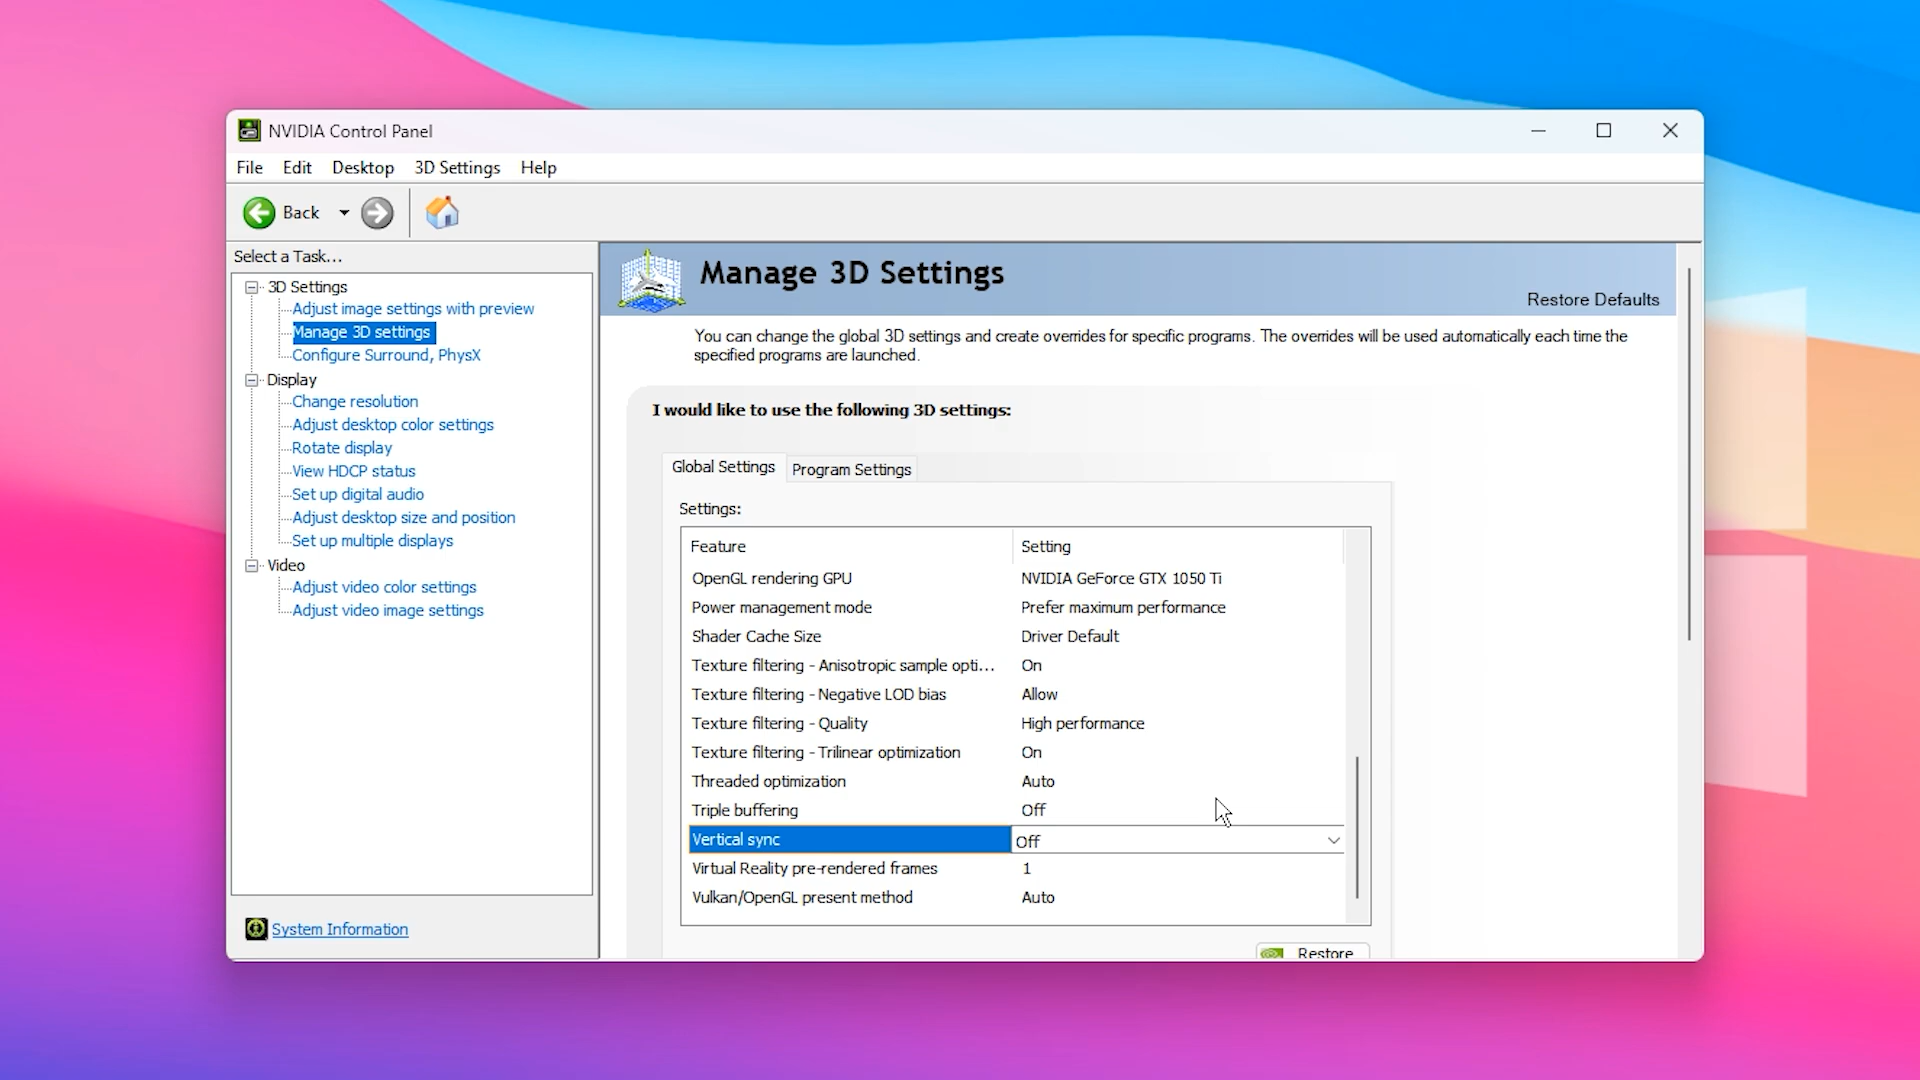 NVIDIA Control Panel
File Edit Desktop 3D Settings Help
Back
Select a Task...
3D Settings
Adjust image settings with preview
Manage 3D settings
Configure Surround, PhysX
Display
Change resolution
Adjust desktop color settings
Rotate display
View HDCP status
Set up digital audio
Adjust desktop size and position
Set up multiple displays
Video
Adjust video color settings
Adjust video image settings
System Information
Manage 3D Settings
Restore Defaults
You can change the global 3D settings and create overrides for specific programs. The overrides will be used automatically each time the
specified programs are launched.
I would like to use the following 3D settings:
Global Settings Program Settings
Settings:
Feature Setting
OpenGL rendering GPU NVIDIA GeForce GTX 1050 Ti
Power management mode Prefer maximum performance
Shader Cache Size Driver Default
Texture filtering - Anisotropic sample opti... On
Texture filtering - Negative LOD bias Allow
Texture filtering - Quality High performance
Texture filtering - Trilinear optimization On
Threaded optimization Auto
Triple buffering Off
Vertical sync Off
Virtual Reality pre-rendered frames 1
Vulkan/OpenGL present method Auto
Restore